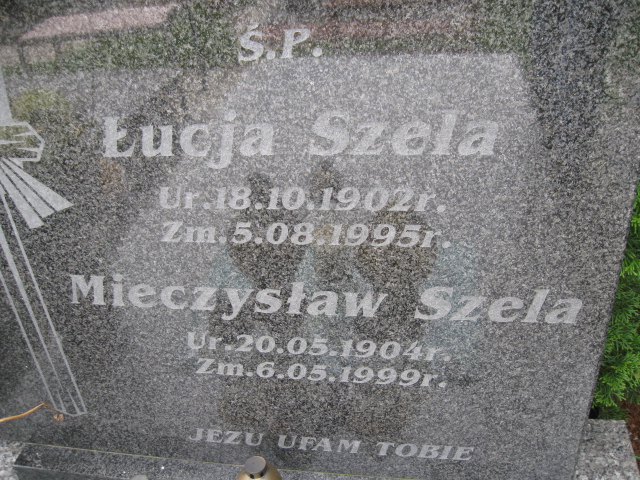 Ś.P.
Łucja Szela
Ur.18.10.1902r.
Zm.5.08.1995r.
Mieczysław Szela
Ur.20.05.1904r.
Zm.6.05.1999r.
JEZU UFAM TOBIE